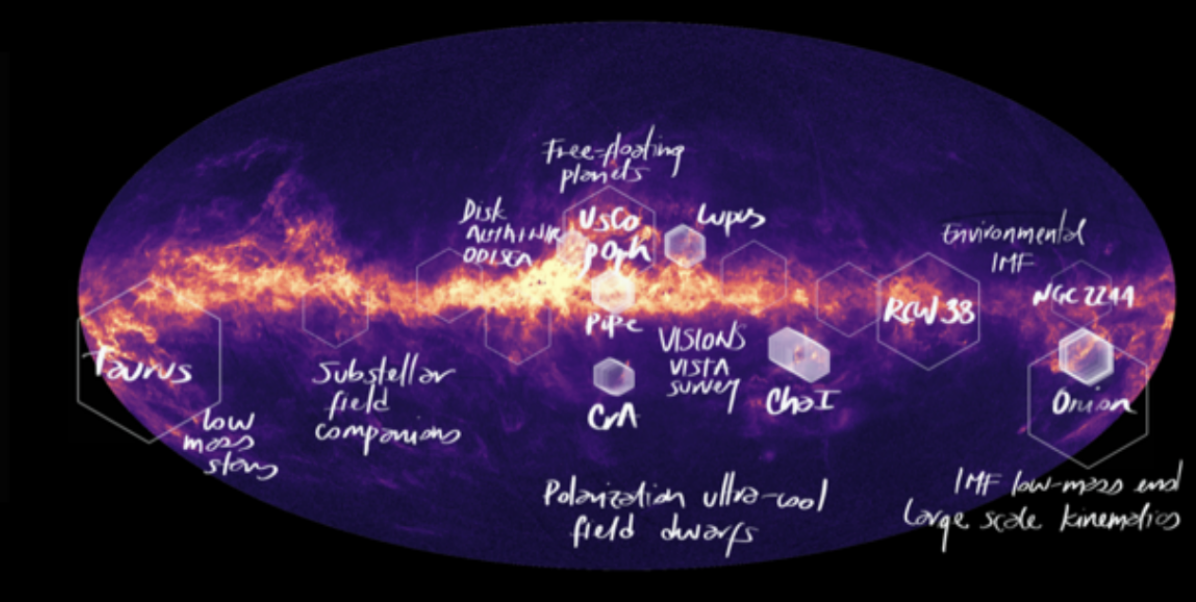 Free-floating
planets
Disk
ODISEA
UsCo
ρOph
Lupus
Environmental
IMF
NGC 2244
RCW 38
Pipe
VISIONS
VISTA
survey
Taurus
Substellar
field
companions
CrA
ChaI
Orion
low
mass
stars
Polarization ultra-cool
field dwarfs
IMF low-mass end
Large scale kinematics